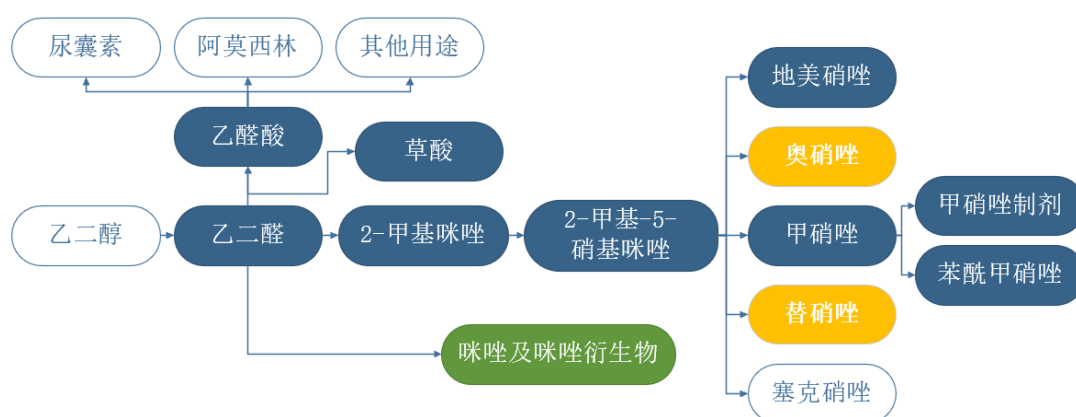 尿囊素
阿莫西林
其他用途
地美硝唑
乙醛酸
草酸
奥硝唑
乙二醇
乙二醛
2-甲基咪唑
2-甲基-5-
硝基咪唑
甲硝唑
甲硝唑制剂
苯酰甲硝唑
替硝唑
咪唑及咪唑衍生物
塞克硝唑